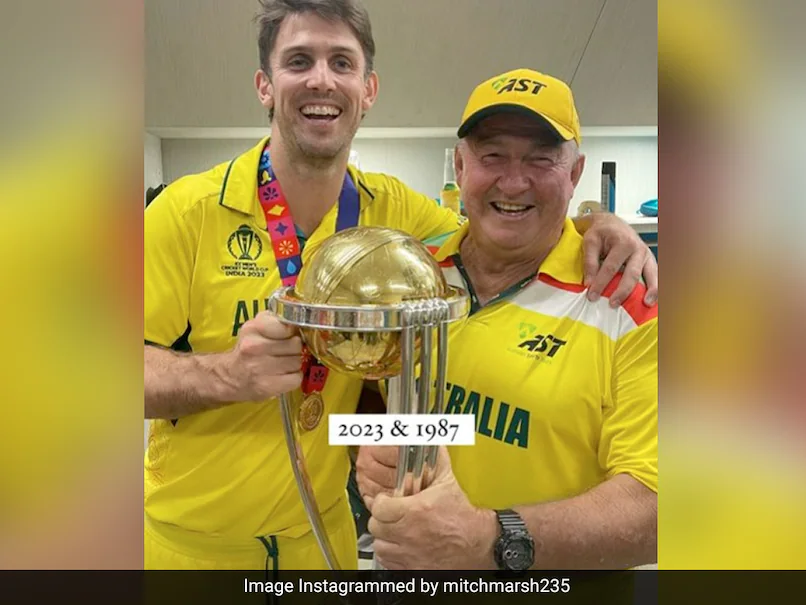 AST
ICC MEN'S
CRICKET WORLD CUP
INDIA 2023
AU
AST
RALIA
2023 & 1987
Image Instagrammed by mitchmarsh235